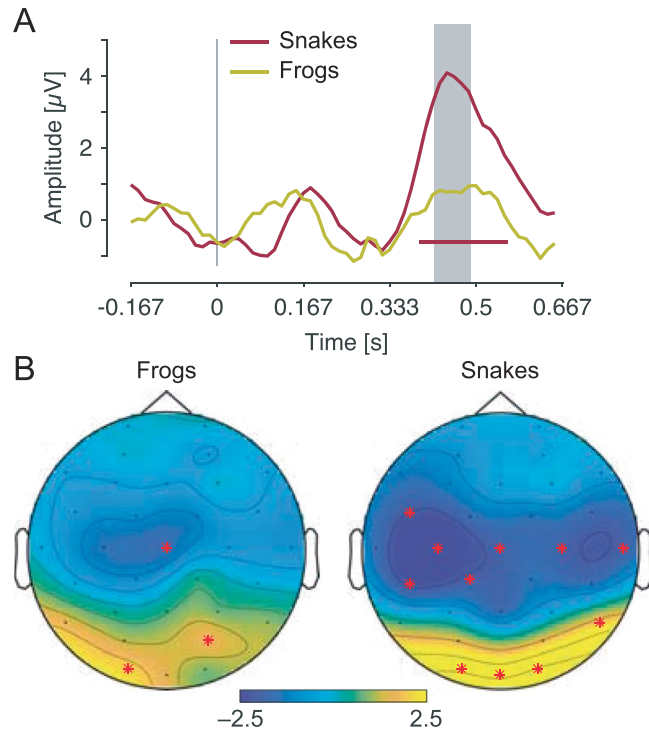 A
Snakes
Frogs
Amplitude [µV]
4
2
0
-0.167 0 0.167 0.333 0.5 0.667
Time [s]
B
Frogs Snakes
–2.5 2.5